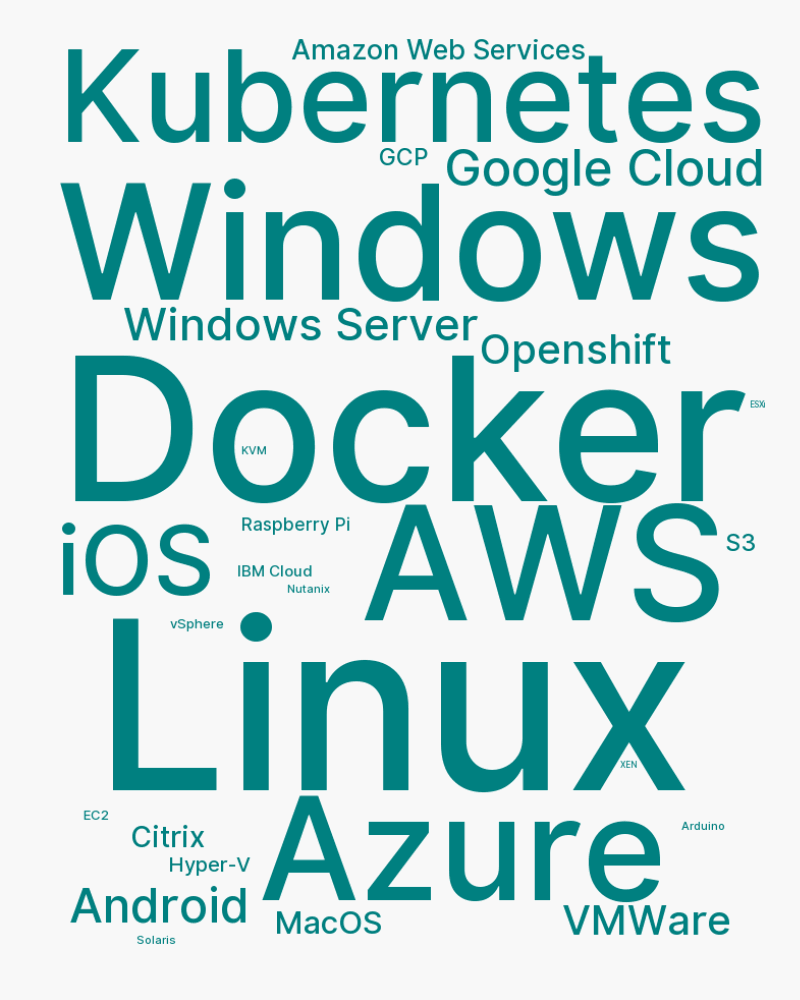 Amazon Web Services
Kubernetes
GCP
Google Cloud
Windows
Windows Server
Openshift
Docker
ESXi
KVM
Raspberry Pi
iOS
AWS
S3
IBM Cloud
Nutanix
vSphere
Linux
XEN
EC2
Azure
Arduino
Citrix
Hyper-V
Android
MacOS
VMWare
Solaris